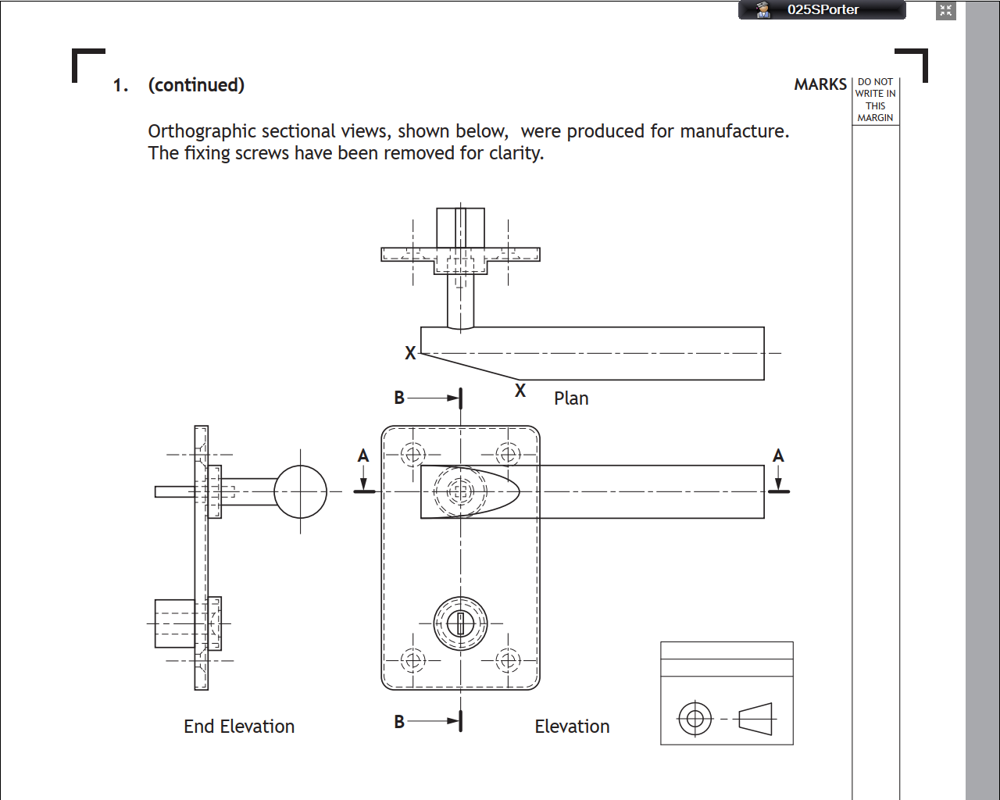 025SPorter
1. (continued)
MARKS
DO NOT
WRITE IN
THIS
MARGIN
Orthographic sectional views, shown below, were produced for manufacture.
The fixing screws have been removed for clarity.
X
X
B
Plan
A
A
B
End Elevation
Elevation